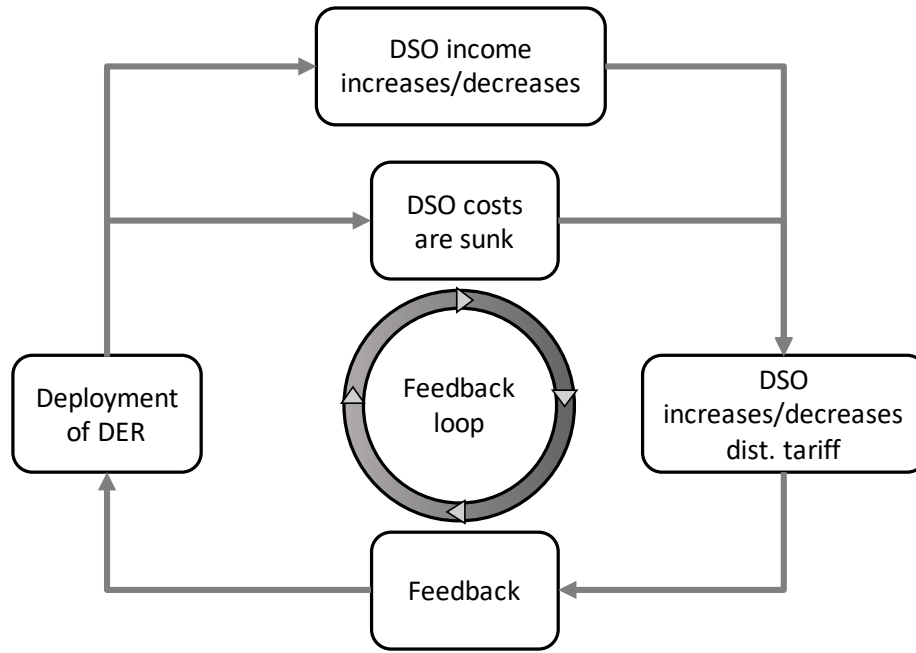 DSO income
increases/decreases
DSO costs
are sunk
Deployment
of DER
Feedback
loop
DSO
increases/decreases
dist. tariff
Feedback